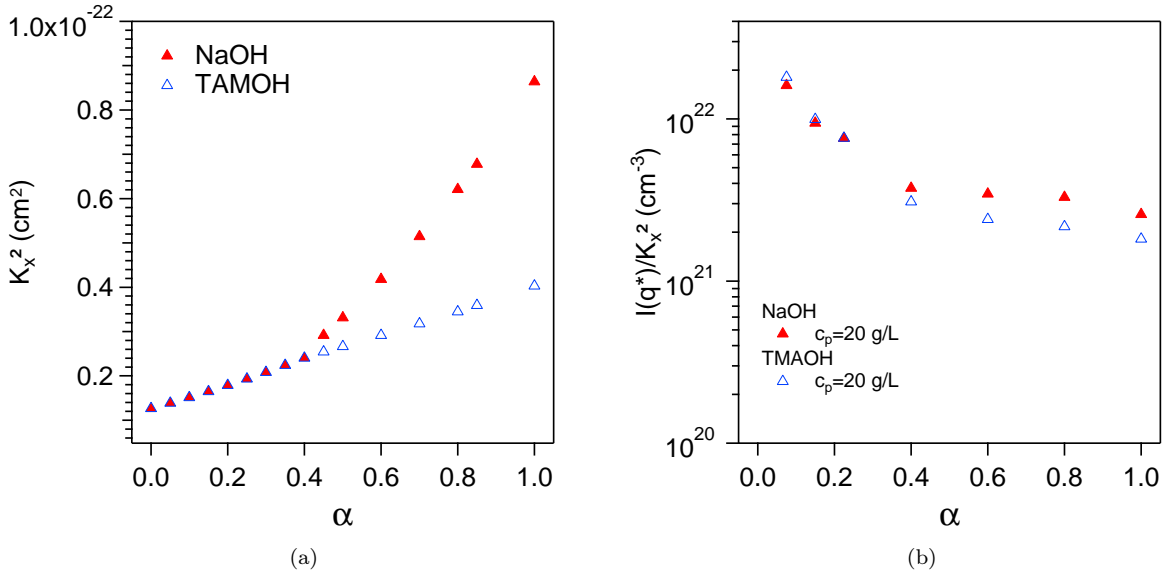 1.0x10⁻²²
0.8
0.6
0.4
0.2
Kₓ² (cm²)
NaOH
TAMOH
0.0 0.2 0.4 0.6 0.8 1.0
α
(a)
10²²
10²¹
10²⁰
I(q*)/Kₓ² (cm⁻³)
NaOH
cₚ=20 g/L
TMAOH
cₚ=20 g/L
0.0 0.2 0.4 0.6 0.8 1.0
α
(b)